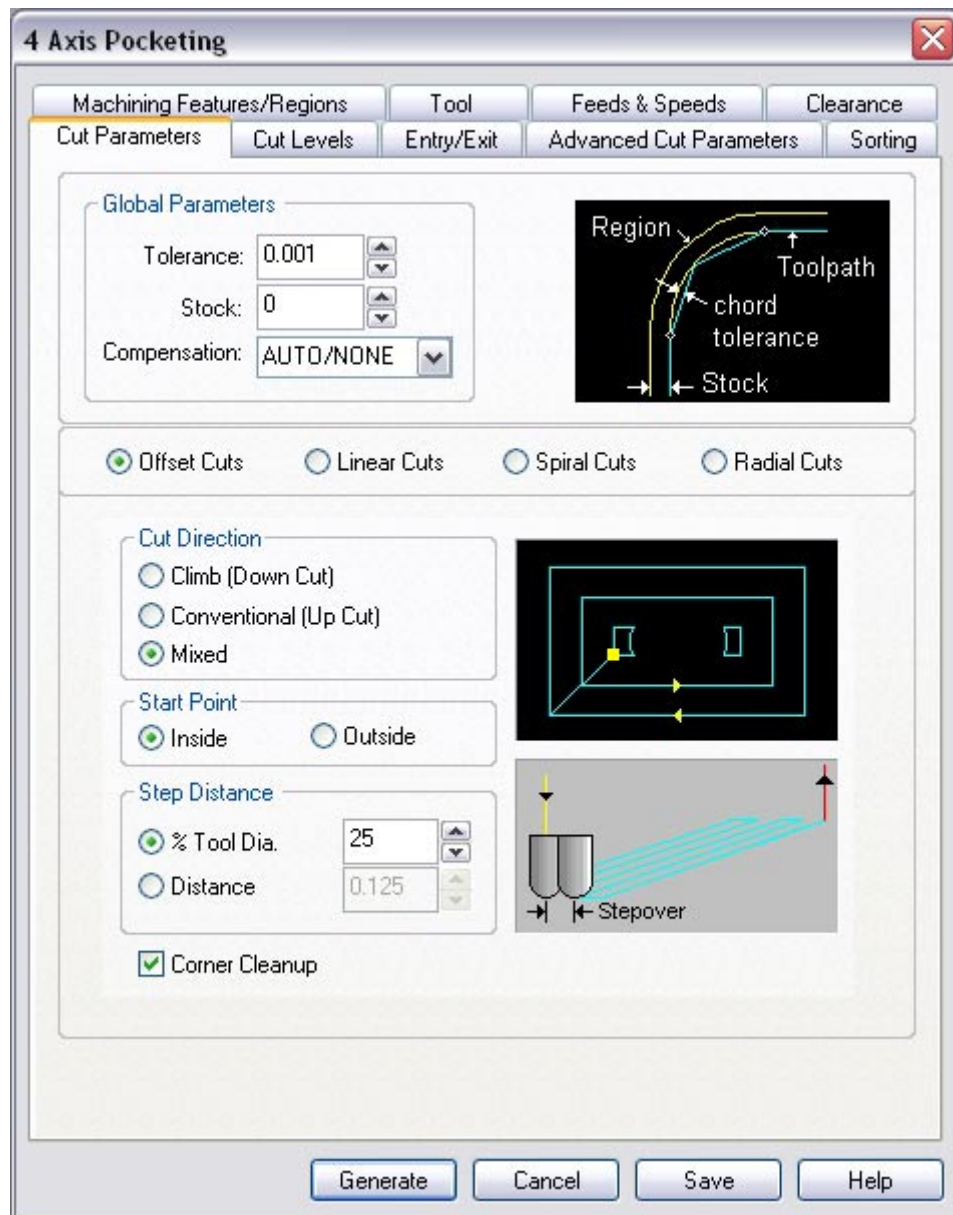 4 Axis Pocketing
Machining Features/Regions
Tool
Feeds & Speeds
Clearance
Cut Parameters
Cut Levels
Entry/Exit
Advanced Cut Parameters
Sorting
Global Parameters
Tolerance: 0.001
Stock: 0
Compensation: AUTO/NONE
Region
Toolpath
chord
tolerance
Stock
Offset Cuts
Linear Cuts
Spiral Cuts
Radial Cuts
Cut Direction
Climb (Down Cut)
Conventional (Up Cut)
Mixed
Start Point
Inside
Outside
Step Distance
% Tool Dia. 25
Distance 0.125
Stepover
Corner Cleanup
Generate
Cancel
Save
Help